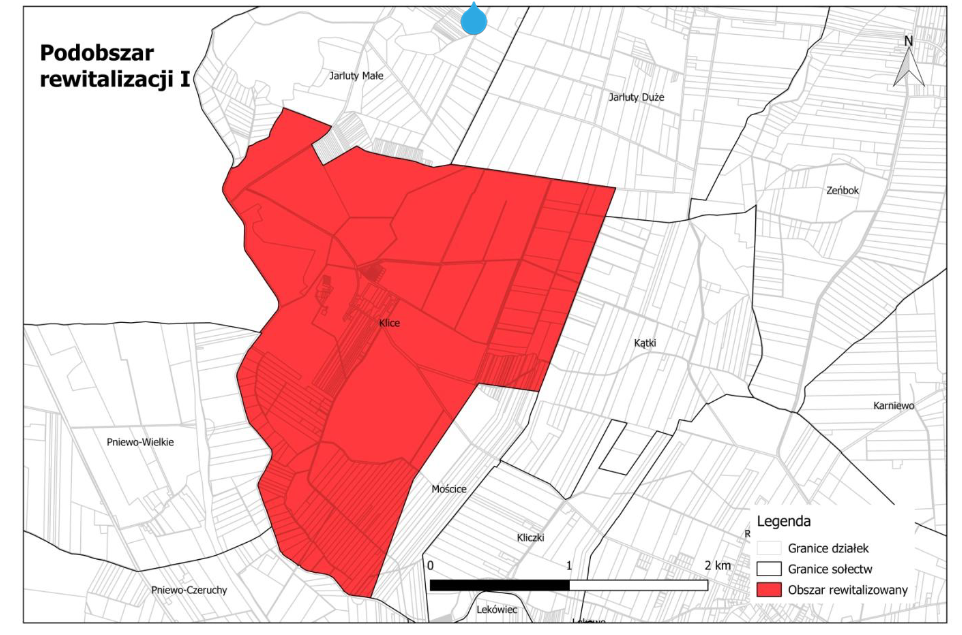 Podobszar
rewitalizacji I
N
Jarluty Małe
Jarluty Duże
Zeńbok
Klice
Kątki
Karniewo
Pniewo-Wielkie
Mościce
Kliczki
Pniewo-Czeruchy
Lekówiec
0 1 2 km
Legenda
Granice działek
Granice sołectw
Obszar rewitalizowany